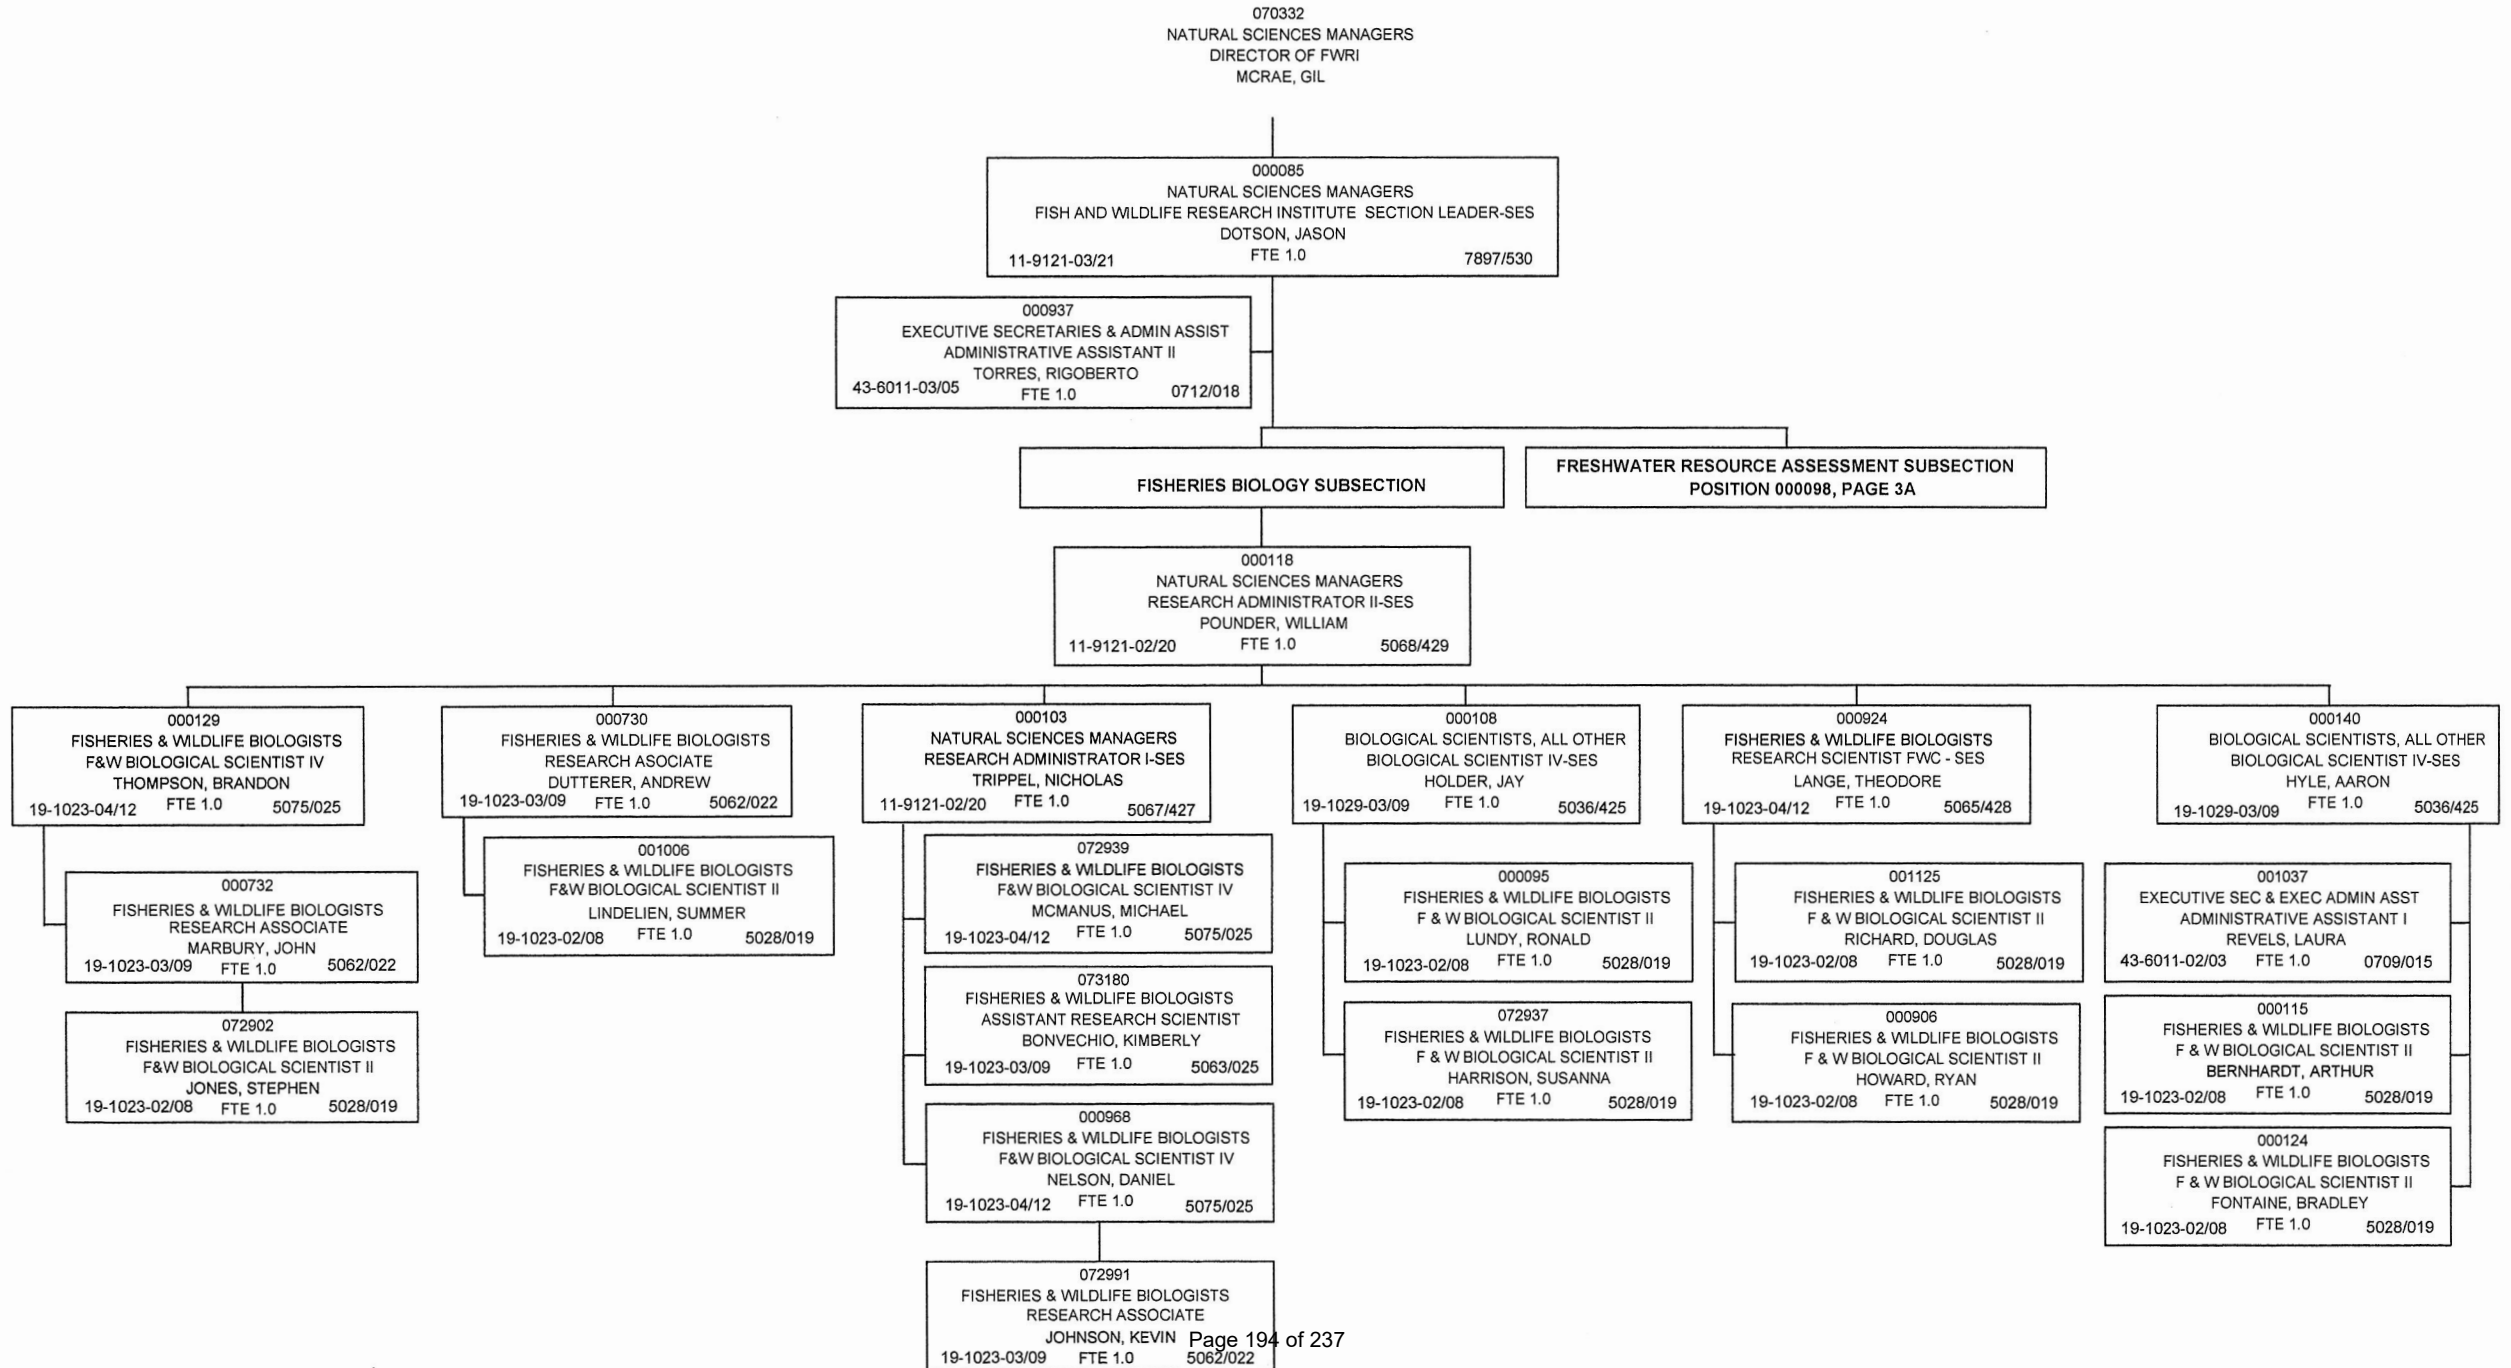 070332
NATURAL SCIENCES MANAGERS
DIRECTOR OF FWRI
MCRAE, GIL
000085
NATURAL SCIENCES MANAGERS
FISH AND WILDLIFE RESEARCH INSTITUTE SECTION LEADER-SES
DOTSON, JASON
11-9121-03/21 FTE 1.0 7897/530
000937
EXECUTIVE SECRETARIES & ADMIN ASSIST
ADMINISTRATIVE ASSISTANT II
TORRES, RIGOBERTO
43-6011-03/05 FTE 1.0 0712/018
FISHERIES BIOLOGY SUBSECTION
FRESHWATER RESOURCE ASSESSMENT SUBSECTION
POSITION 000098, PAGE 3A
000118
NATURAL SCIENCES MANAGERS
RESEARCH ADMINISTRATOR II-SES
POUNDER, WILLIAM
11-9121-02/20 FTE 1.0 5068/429
000129
FISHERIES & WILDLIFE BIOLOGISTS
F&W BIOLOGICAL SCIENTIST IV
THOMPSON, BRANDON
19-1023-04/12 FTE 1.0 5075/025
000732
FISHERIES & WILDLIFE BIOLOGISTS
RESEARCH ASSOCIATE
MARBURY, JOHN
19-1023-03/09 FTE 1.0 5062/022
072902
FISHERIES & WILDLIFE BIOLOGISTS
F&W BIOLOGICAL SCIENTIST II
JONES, STEPHEN
19-1023-02/08 FTE 1.0 5028/019
000730
FISHERIES & WILDLIFE BIOLOGISTS
RESEARCH ASOCIATE
DUTTERER, ANDREW
19-1023-03/09 FTE 1.0 5062/022
001006
FISHERIES & WILDLIFE BIOLOGISTS
F&W BIOLOGICAL SCIENTIST II
LINDELIEN, SUMMER
19-1023-02/08 FTE 1.0 5028/019
000103
NATURAL SCIENCES MANAGERS
RESEARCH ADMINISTRATOR I-SES
TRIPPEL, NICHOLAS
11-9121-02/20 FTE 1.0 5067/427
072939
FISHERIES & WILDLIFE BIOLOGISTS
F&W BIOLOGICAL SCIENTIST IV
MCMANUS, MICHAEL
19-1023-04/12 FTE 1.0 5075/025
073180
FISHERIES & WILDLIFE BIOLOGISTS
ASSISTANT RESEARCH SCIENTIST
BONVECHIO, KIMBERLY
19-1023-03/09 FTE 1.0 5063/025
000968
FISHERIES & WILDLIFE BIOLOGISTS
F&W BIOLOGICAL SCIENTIST IV
NELSON, DANIEL
19-1023-04/12 FTE 1.0 5075/025
072991
FISHERIES & WILDLIFE BIOLOGISTS
RESEARCH ASSOCIATE
JOHNSON, KEVIN
19-1023-03/09 FTE 1.0 5062/022
000108
BIOLOGICAL SCIENTISTS, ALL OTHER
BIOLOGICAL SCIENTIST IV-SES
HOLDER, JAY
19-1029-03/09 FTE 1.0 5036/425
000095
FISHERIES & WILDLIFE BIOLOGISTS
F & W BIOLOGICAL SCIENTIST II
LUNDY, RONALD
19-1023-02/08 FTE 1.0 5028/019
072937
FISHERIES & WILDLIFE BIOLOGISTS
F & W BIOLOGICAL SCIENTIST II
HARRISON, SUSANNA
19-1023-02/08 FTE 1.0 5028/019
000924
FISHERIES & WILDLIFE BIOLOGISTS
RESEARCH SCIENTIST FWC - SES
LANGE, THEODORE
19-1023-04/12 FTE 1.0 5065/428
001125
FISHERIES & WILDLIFE BIOLOGISTS
F & W BIOLOGICAL SCIENTIST II
RICHARD, DOUGLAS
19-1023-02/08 FTE 1.0 5028/019
000906
FISHERIES & WILDLIFE BIOLOGISTS
F & W BIOLOGICAL SCIENTIST II
HOWARD, RYAN
19-1023-02/08 FTE 1.0 5028/019
000140
BIOLOGICAL SCIENTISTS, ALL OTHER
BIOLOGICAL SCIENTIST IV-SES
HYLE, AARON
19-1029-03/09 FTE 1.0 5036/425
001037
EXECUTIVE SEC & EXEC ADMIN ASST
ADMINISTRATIVE ASSISTANT I
REVELS, LAURA
43-6011-02/03 FTE 1.0 0709/015
000115
FISHERIES & WILDLIFE BIOLOGISTS
F & W BIOLOGICAL SCIENTIST II
BERNHARDT, ARTHUR
19-1023-02/08 FTE 1.0 5028/019
000124
FISHERIES & WILDLIFE BIOLOGISTS
F & W BIOLOGICAL SCIENTIST II
FONTAINE, BRADLEY
19-1023-02/08 FTE 1.0 5028/019
Page 194 of 237